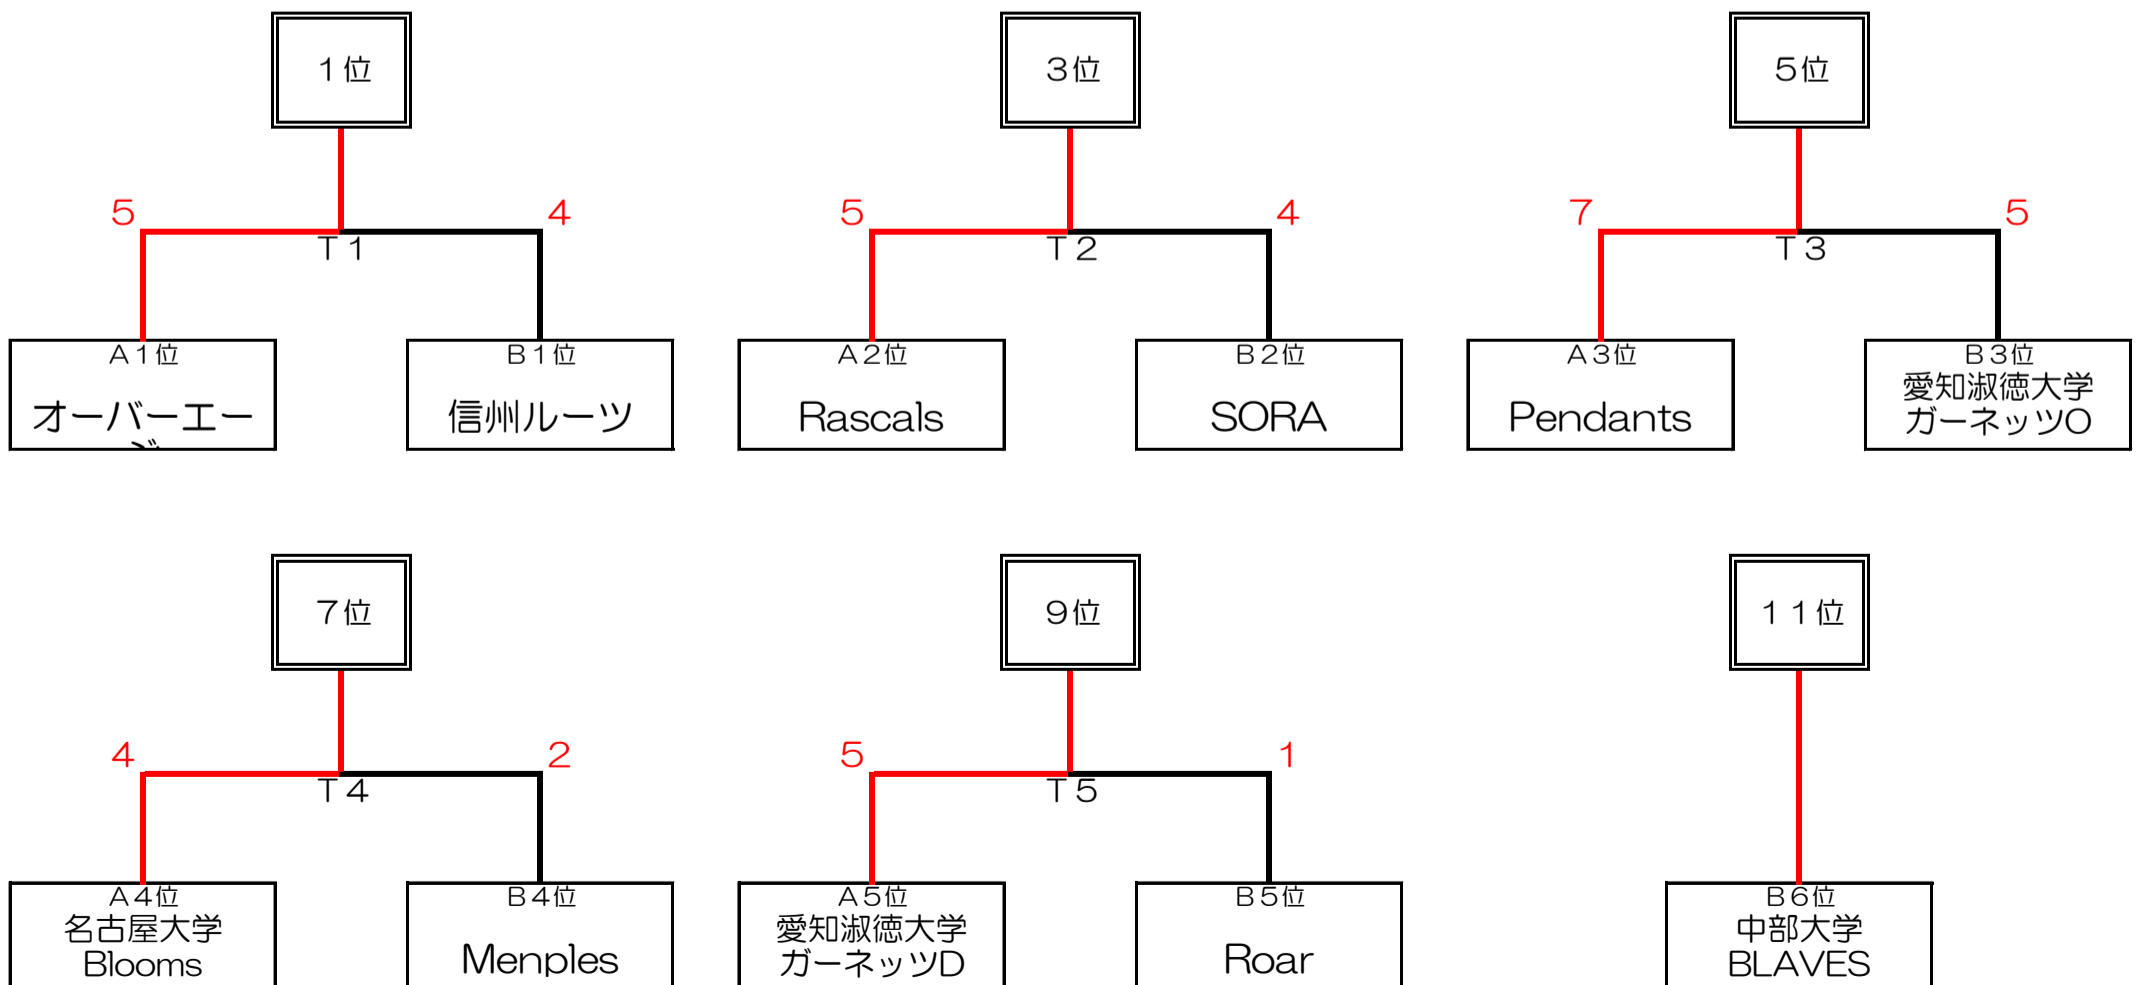 1位
3位
5位
5
4
5
4
7
5
T1
T2
T3
A1位
オーバーエー
ジ
B1位
信州ルーツ
A2位
Rascals
B2位
SORA
A3位
Pendants
B3位
愛知淑徳大学
ガーネッツO
7位
9位
11位
4
2
5
1
T4
T5
A4位
名古屋大学
Blooms
B4位
Menples
A5位
愛知淑徳大学
ガーネッツD
B5位
Roar
B6位
中部大学
BLAVES